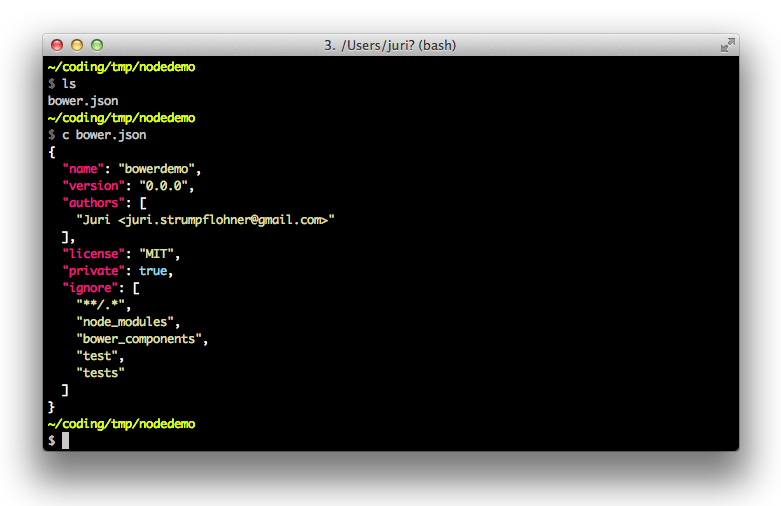 3. /Users/juri? (bash)
~/coding/tmp/nodedemo
$ ls
bower.json
~/coding/tmp/nodedemo
$ c bower.json
{
  "name": "bowerdemo",
  "version": "0.0.0",
  "authors": [
    "Juri <juri.strumpflohner@gmail.com>"
  ],
  "license": "MIT",
  "private": true,
  "ignore": [
    "**/.*",
    "node_modules",
    "bower_components",
    "test",
    "tests"
  ]
}
~/coding/tmp/nodedemo
$